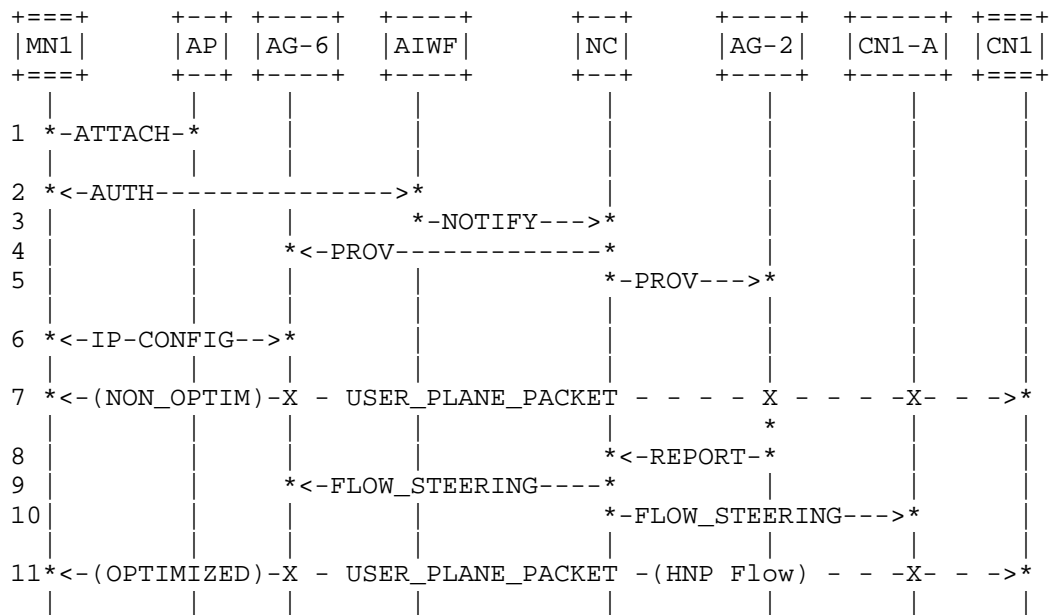 +===+       +--+ +----+  +----+        +--+       +----+  +-----+ +===+
|MN1|       |AP| |AG-6|  |AIWF|        |NC|       |AG-2|  |CN1-A| |CN1|
+===+       +--+ +----+  +----+        +--+       +----+  +-----+ +===+
  |           |       |         |              |            |          |        |
1 *-ATTACH-*       |         |              |            |          |        |
  |           |       |         |              |            |          |        |
2 *<-AUTH--------------->*              |            |          |        |
3 |           |       |         *-NOTIFY--->*            |          |        |
4 |           |       *<-PROV-------------*            |          |        |
5 |           |       |         |              *-PROV--->*          |        |
  |           |       |         |              |            |          |        |
6 *<-IP-CONFIG-->*         |              |            |          |        |
  |           |       |         |              |            |          |        |
7 *<-(NON_OPTIM)-X - USER_PLANE_PACKET - - - - X - - - -X- - ->*
  |           |       |         |              |            *          |        |
8 |           |       |         |              *<-REPORT-*          |        |
9 |           |       *<-FLOW_STEERING----*            |          |        |
10|           |       |         |              *-FLOW_STEERING--->*        |
  |           |       |         |              |            |          |        |
11*<-(OPTIMIZED)-X - USER_PLANE_PACKET -(HNP Flow) - - -X- - ->*
  |           |       |         |              |            |          |        |